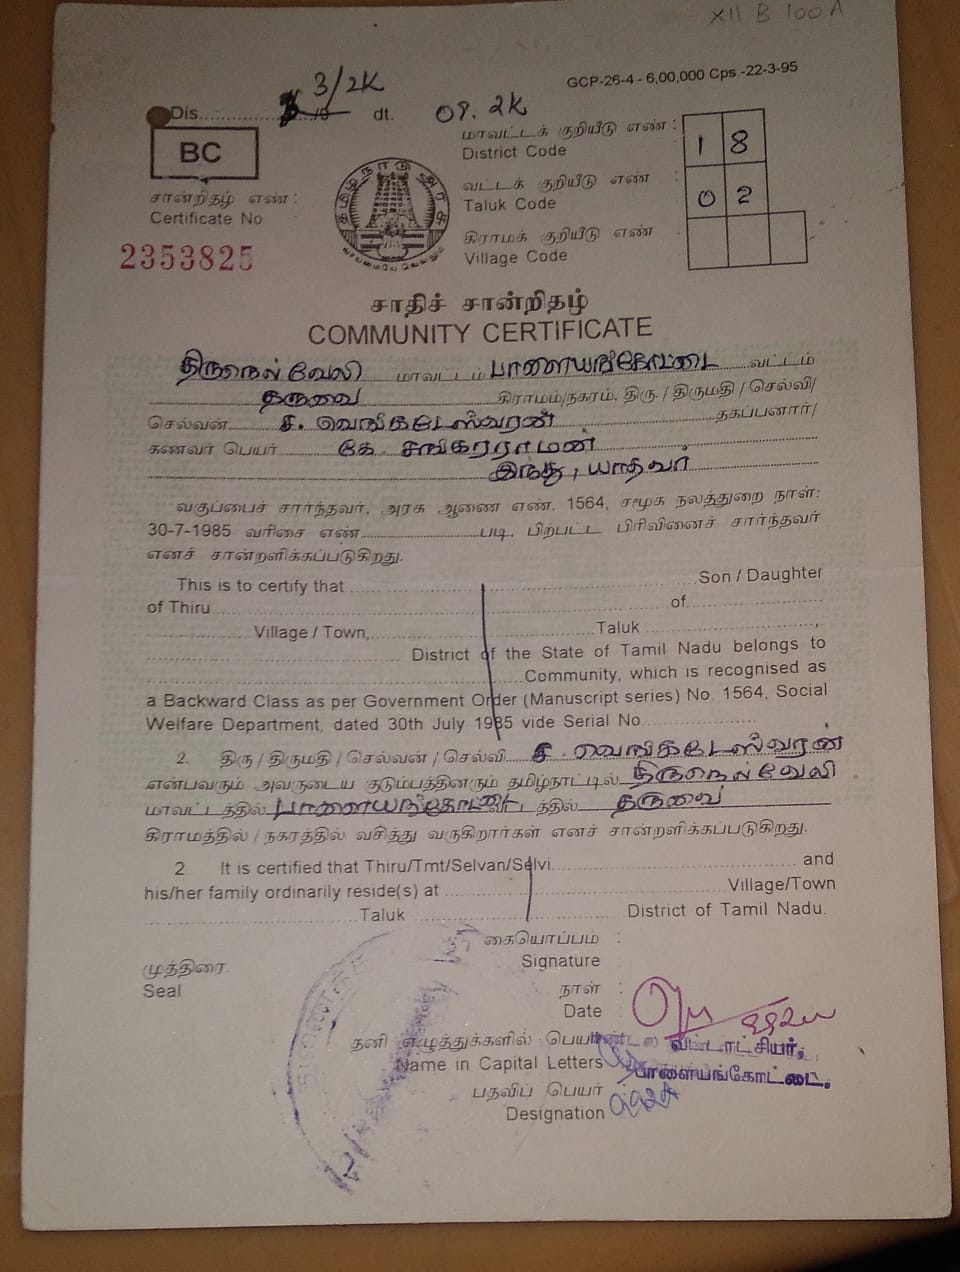 XII B 100 A
GCP-26-4 - 6,00,000 Cps.-22-3-95
Dis.............. 3/2K dt. 09. 2K
BC
சான்றிதழ் எண் :
Certificate No
2353825
தமிழ்நாடு அரசு
வாய்மையே வெல்லும்
மாவட்டக் குறியீடு எண் : 1 8
District Code
வட்டக் குறியீடு எண் : 0 2
Taluk Code
கிராமக் குறியீடு எண்
Village Code
சாதிச் சான்றிதழ்
COMMUNITY CERTIFICATE
திருநெல்வேலி மாவட்டம் பாளையங்கோட்டை வட்டம்
தருவை கிராமம்/நகரம், திரு / திருமதி / செல்வி/
செல்வன் ச. வெங்கடேஸ்வரன் தகப்பனார்/
கணவர் பெயர் கே. சங்கரராமன்
இந்து, யாதவர்
வகுப்பைச் சார்ந்தவர், அரசு ஆணை எண். 1564, சமூக நலத்துறை நாள்:
30-7-1985 வரிசை எண்..............படி, பிற்பட்ட பிரிவினைச் சார்ந்தவர்
எனச் சான்றளிக்கப்படுகிறது.
This is to certify that.............. Son / Daughter
of Thiru.............. of..............
.............. Village / Town,.............. Taluk ..............,
.............. District of the State of Tamil Nadu belongs to
..............Community, which is recognised as
a Backward Class as per Government Order (Manuscript series) No. 1564, Social
Welfare Department, dated 30th July 1985 vide Serial No..............
2. திரு / திருமதி / செல்வன் / செல்வி ச. வெங்கடேஸ்வரன்
என்பவரும் அவருடைய குடும்பத்தினரும் தமிழ்நாட்டில் திருநெல்வேலி
மாவட்டத்தில் பாளையங்கோட்டை த்தில் தருவை
கிராமத்தில் / நகரத்தில் வசித்து வருகிறார்கள் எனச் சான்றளிக்கப்படுகிறது.
2 It is certified that Thiru/Tmt/Selvan/Selvi.............. and
his/her family ordinarily reside(s) at .............. Village/Town
..............Taluk .............. District of Tamil Nadu.
கையொப்பம் :
Signature
முத்திரை
Seal
நாள் :
Date
தனி எழுத்துக்களில் பெயர் வட்டாட்சியர்,
Name in Capital Letters பாளையங்கோட்டை.
பதவிப் பெயர்
Designation